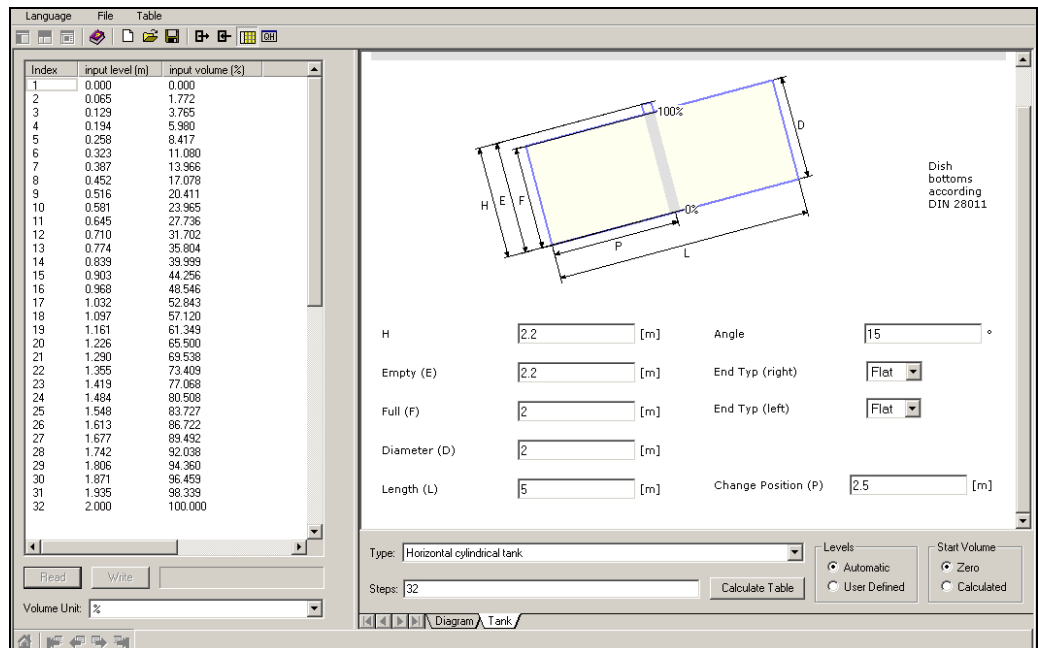 Language File Table
QH
Index input level (m) input volume (%)
1 0.000 0.000
2 0.065 1.772
3 0.129 3.765
4 0.194 5.980
5 0.258 8.417
6 0.323 11.080
7 0.387 13.966
8 0.452 17.078
9 0.516 20.411
10 0.581 23.965
11 0.645 27.736
12 0.710 31.702
13 0.774 35.804
14 0.839 39.999
15 0.903 44.256
16 0.968 48.546
17 1.032 52.843
18 1.097 57.120
19 1.161 61.349
20 1.226 65.500
21 1.290 69.538
22 1.355 73.409
23 1.419 77.068
24 1.484 80.508
25 1.548 83.727
26 1.613 86.722
27 1.677 89.492
28 1.742 92.038
29 1.806 94.360
30 1.871 96.459
31 1.935 98.339
32 2.000 100.000
Read Write
Volume Unit: %
100%
D
H E F
0%
P
L
Dish
bottoms
according
DIN 28011
H 2.2 [m] Angle 15 °
Empty (E) 2.2 [m] End Typ (right) Flat
Full (F) 2 [m] End Typ (left) Flat
Diameter (D) 2 [m]
Length (L) 5 [m] Change Position (P) 2.5 [m]
Type: Horizontal cylindrical tank
Steps: 32 Calculate Table
Levels
Automatic
User Defined
Start Volume
Zero
Calculated
Diagram Tank